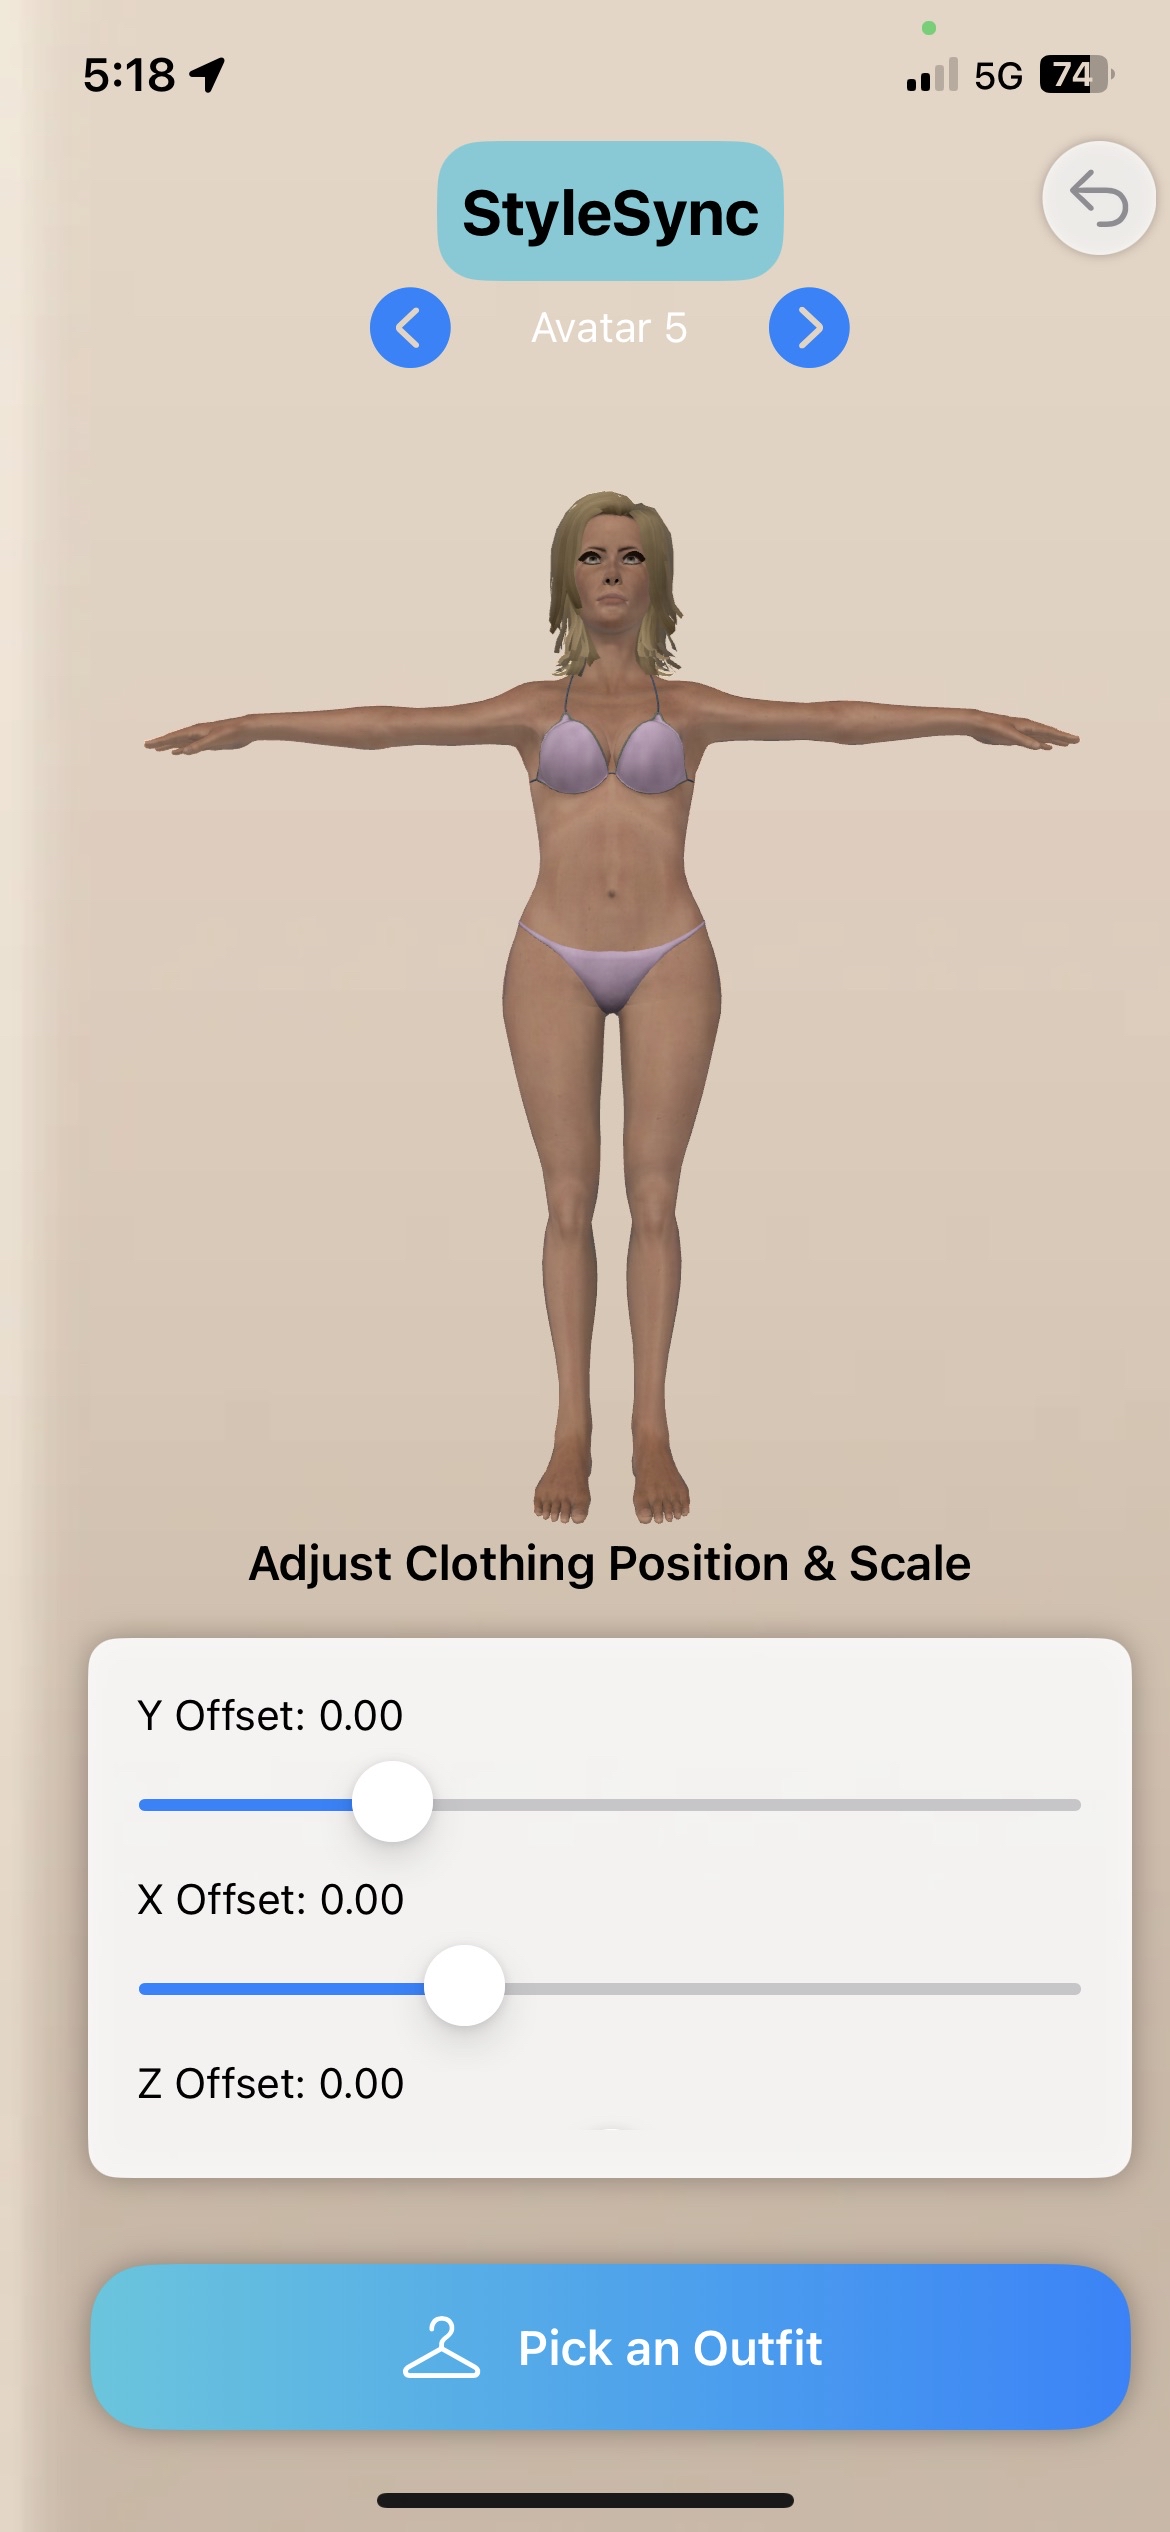 5:18
5G 74
StyleSync
Avatar 5
Adjust Clothing Position & Scale
Y Offset: 0.00
X Offset: 0.00
Z Offset: 0.00
Pick an Outfit